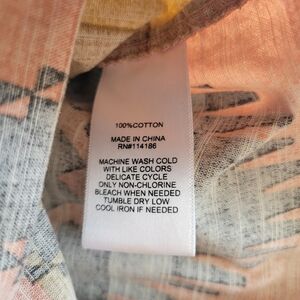 100%COTTON
MADE IN CHINA
RN#114186
MACHINE WASH COLD
WITH LIKE COLORS
DELICATE CYCLE
ONLY NON-CHLORINE
BLEACH WHEN NEEDED
TUMBLE DRY LOW
COOL IRON IF NEEDED